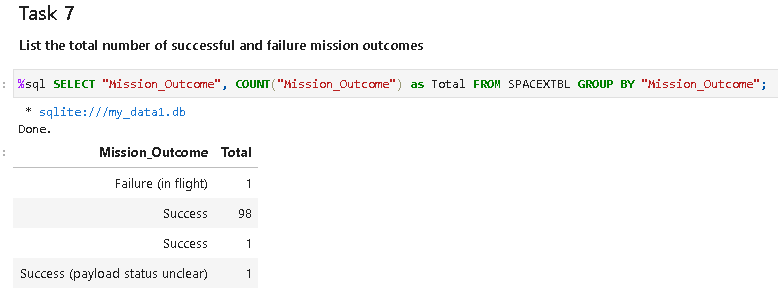 Task 7
List the total number of successful and failure mission outcomes
: %sql SELECT "Mission_Outcome", COUNT("Mission_Outcome") as Total FROM SPACEXTBL GROUP BY "Mission_Outcome";
* sqlite:///my_data1.db
Done.
: Mission_Outcome Total
Failure (in flight) 1
Success 98
Success 1
Success (payload status unclear) 1